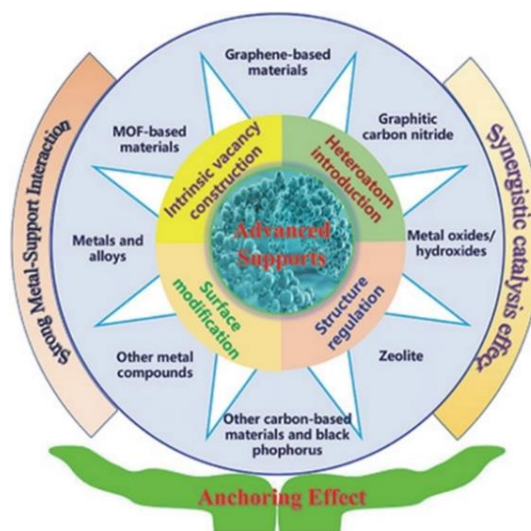 Graphene-based
materials
MOF-based
materials
Graphitic
carbon nitride
Intrinsic vacancy
construction
Heteroatom
introduction
Strong Metal-Support Interaction
Synergistic catalysis effect
Metals and
alloys
Advanced
Supports
Metal oxides/
hydroxides
Surface
modification
Structure
regulation
Other metal
compounds
Zeolite
Other carbon-based
materials and black
phophorus
Anchoring Effect